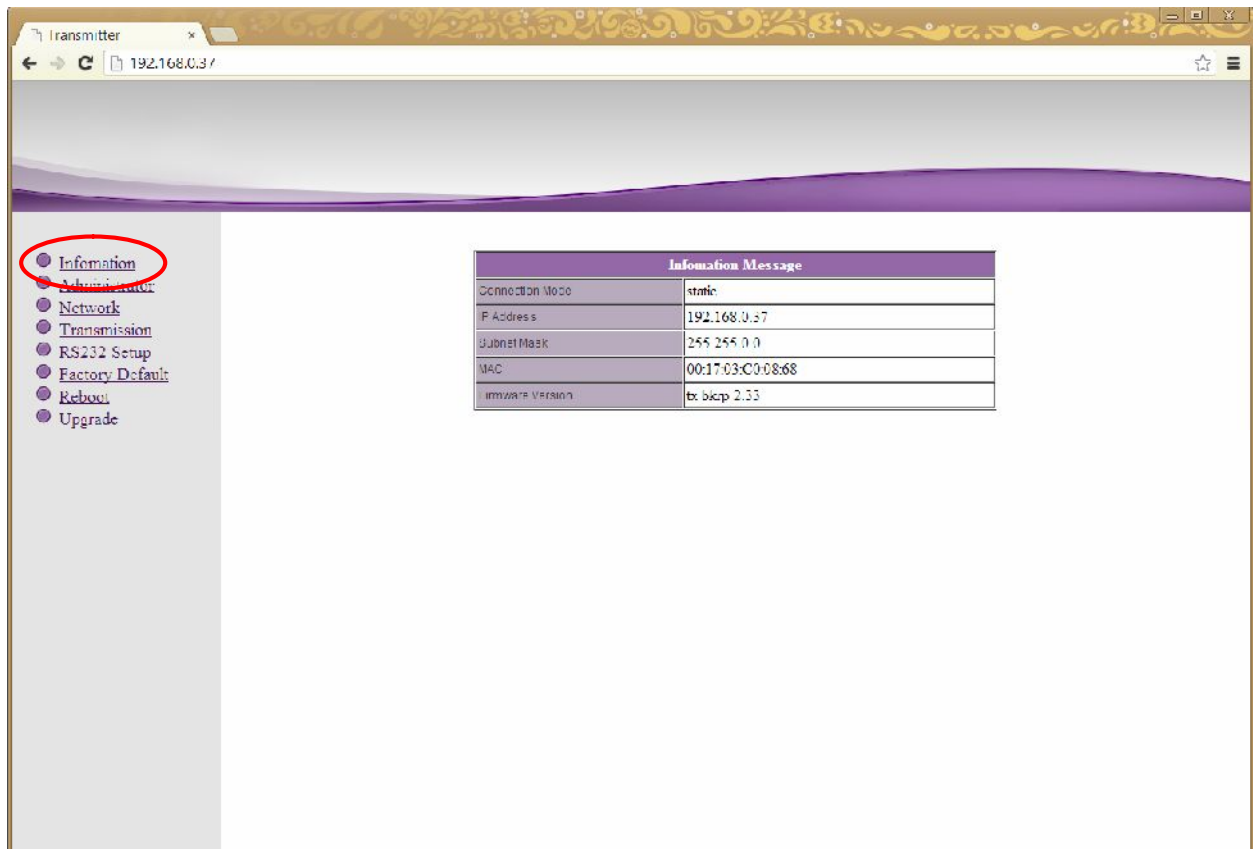 Transmitter
192.168.0.37
Infomation
Administrator
Network
Transmission
RS232 Setup
Factory Default
Reboot
Upgrade
Infomation Message
Connection Mode static
IP Address 192.168.0.37
Subnet Mask 255.255.0.0
MAC 00:17:03:C0:08:68
Firmware Version 2.33